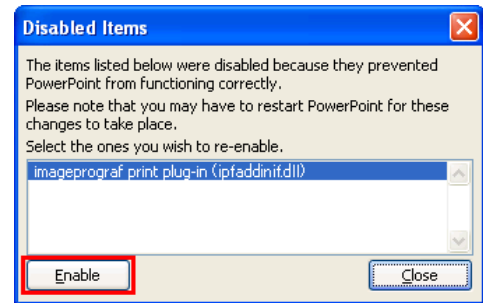 Disabled Items
The items listed below were disabled because they prevented
PowerPoint from functioning correctly.
Please note that you may have to restart PowerPoint for these
changes to take place.
Select the ones you wish to re-enable.
imageprograf print plug-in (ipfaddinif.dll)
Enable
Close